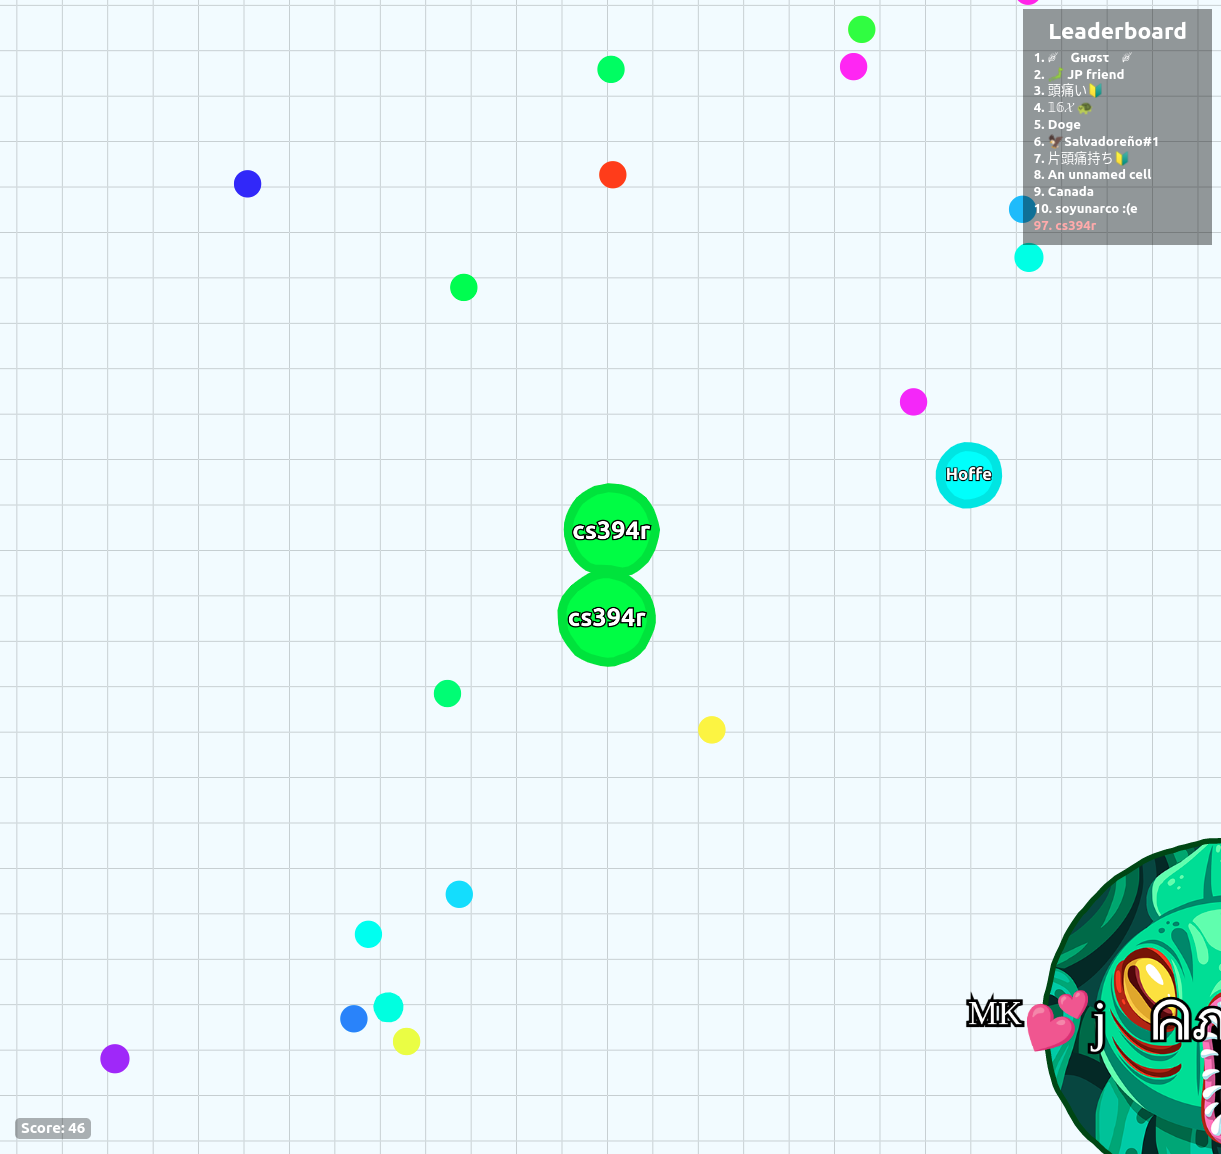 Leaderboard
1. Gнσsт
2. JP friend
3. 頭痛い🔰
4. 𝟙𝟞𝓧 🐢
5. Doge
6. 🦅Salvadoreño#1
7. 片頭痛持ち🔰
8. An unnamed cell
9. Canada
10. soyunarco :(e
97. cs394r
Hoffe
cs394r
cs394r
MK 💕 j
Score: 46